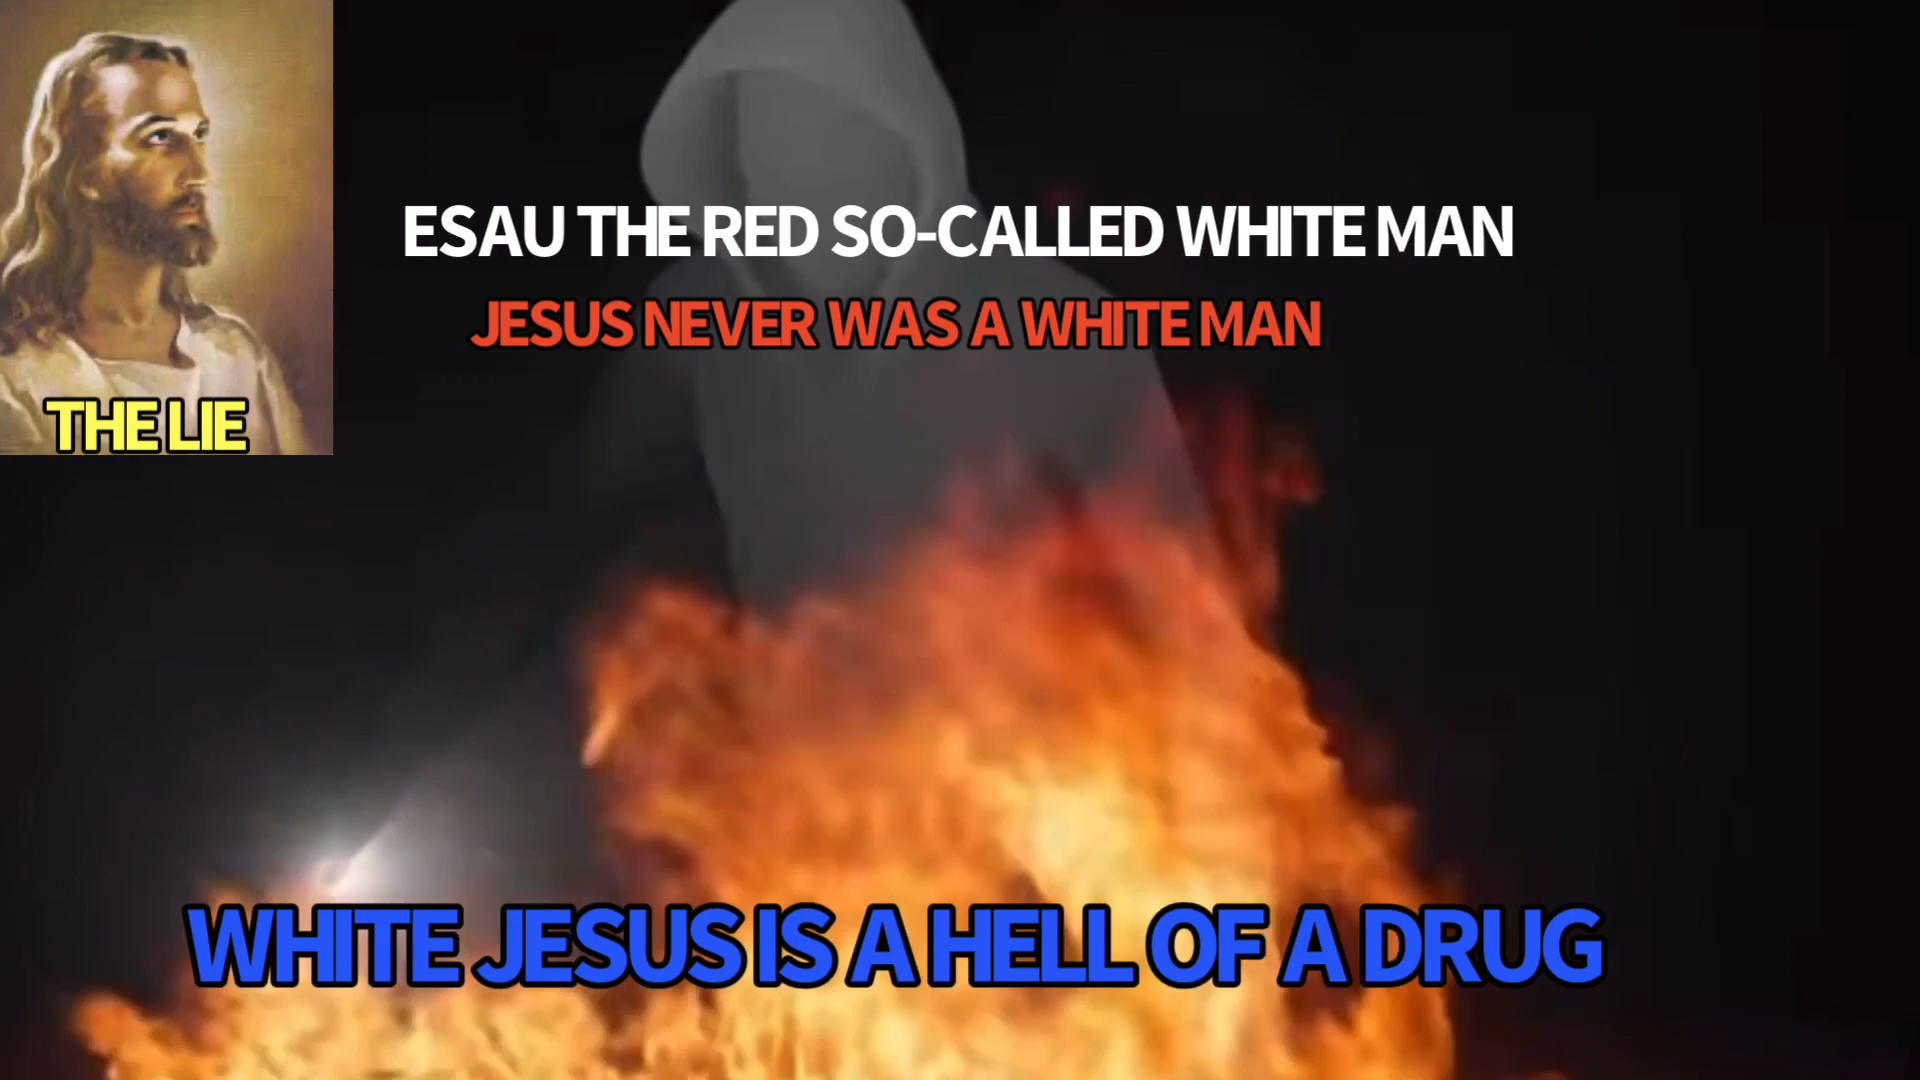 ESAU THE RED SO-CALLED WHITE MAN
JESUS NEVER WAS A WHITE MAN
THE LIE
WHITE JESUS IS A HELL OF A DRUG